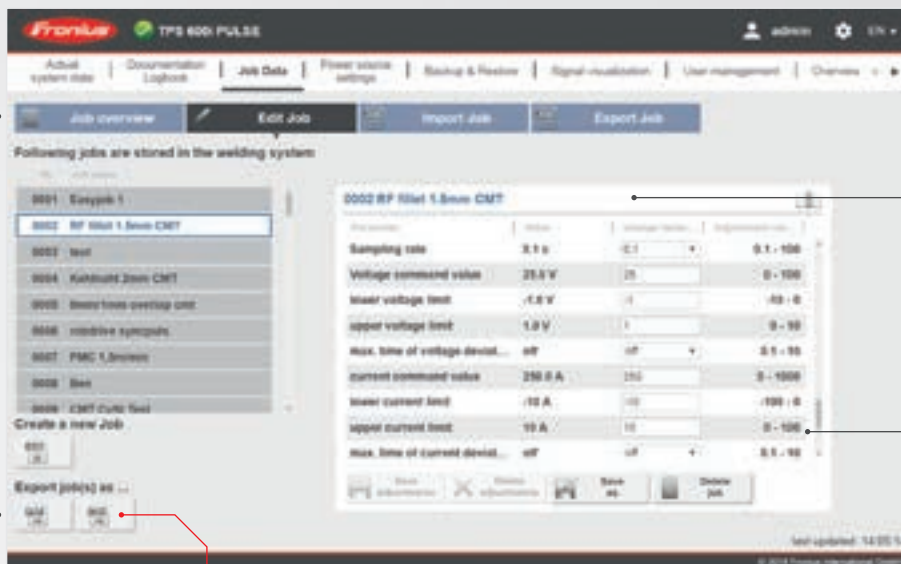 Fronius TPS 600i PULSE admin EN
Actual system data
Documentation Logbook
Job Data
Power source settings
Backup & Restore
Signal visualization
User management
Overview
Job overview Edit Job Import Job Export Job
Following jobs are stored in the welding system
0001 Easyjob 1
0002 RF fillet 1.5mm CMT
0003 test
0004
0005 overlap cmt
0006
0007 PMC
0008 Ben
0009 CMT Cycle Test
Create a new Job
Export job(s) as ...
0002 RF fillet 1.5mm CMT
Sampling rate 0.1 s 0.1 0.1 - 100
Voltage command value 25.0 V 25 0 - 100
lower voltage limit -1.0 V -1 -10 - 0
upper voltage limit 1.0 V 1 0 - 10
max. time of voltage deviat... off off 0.1 - 10
current command value 250.0 A 250 0 - 1000
lower current limit -10 A -10 -100 - 0
upper current limit 10 A 10 0 - 100
max. time of current deviat... off off 0.1 - 10
Save adjustments
Delete adjustments
Save as
Delete job
last updated: 14:05:1